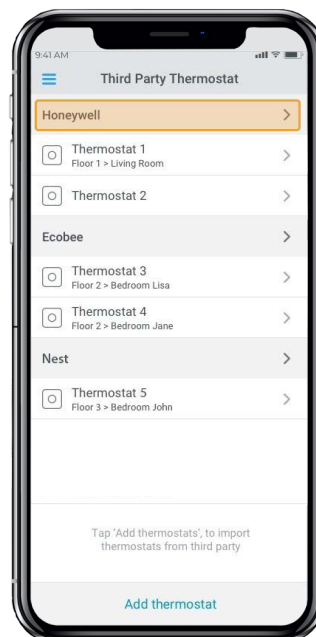 9:41 AM
Third Party Thermostat
Honeywell
Thermostat 1
Floor 1 > Living Room
Thermostat 2
Ecobee
Thermostat 3
Floor 2 > Bedroom Lisa
Thermostat 4
Floor 2 > Bedroom Jane
Nest
Thermostat 5
Floor 3 > Bedroom John
Tap 'Add thermostats', to import
thermostats from third party
Add thermostat